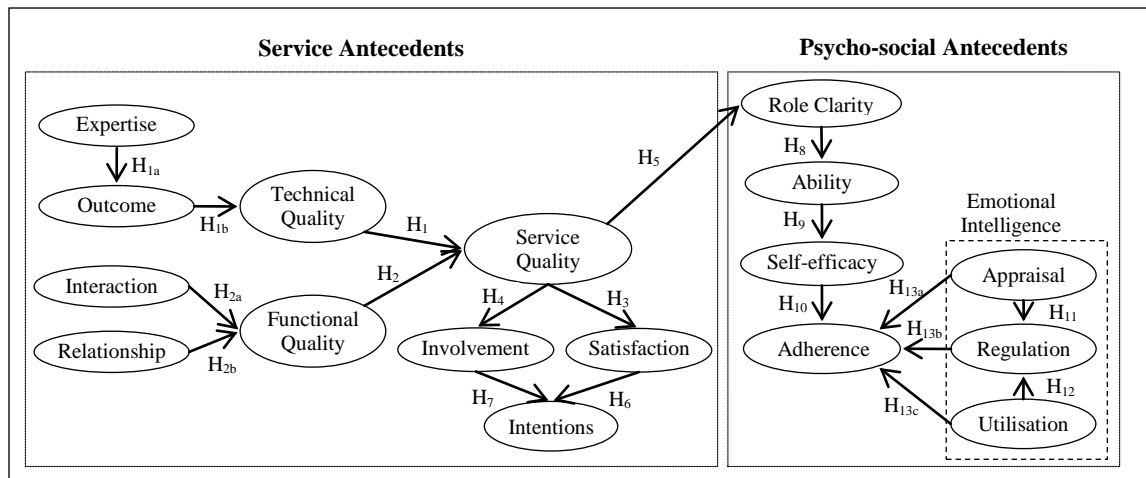 Service Antecedents
Psycho-social Antecedents
Expertise
H1a
Outcome
H1b
Technical
Quality
H1
Interaction
H2a
Relationship
H2b
Functional
Quality
H2
Service
Quality
H5
H4
H3
Involvement
Satisfaction
H7
H6
Intentions
Role Clarity
H8
Ability
H9
Self-efficacy
H10
Adherence
Emotional
Intelligence
Appraisal
H13a
H11
Regulation
H13b
H12
Utilisation
H13c